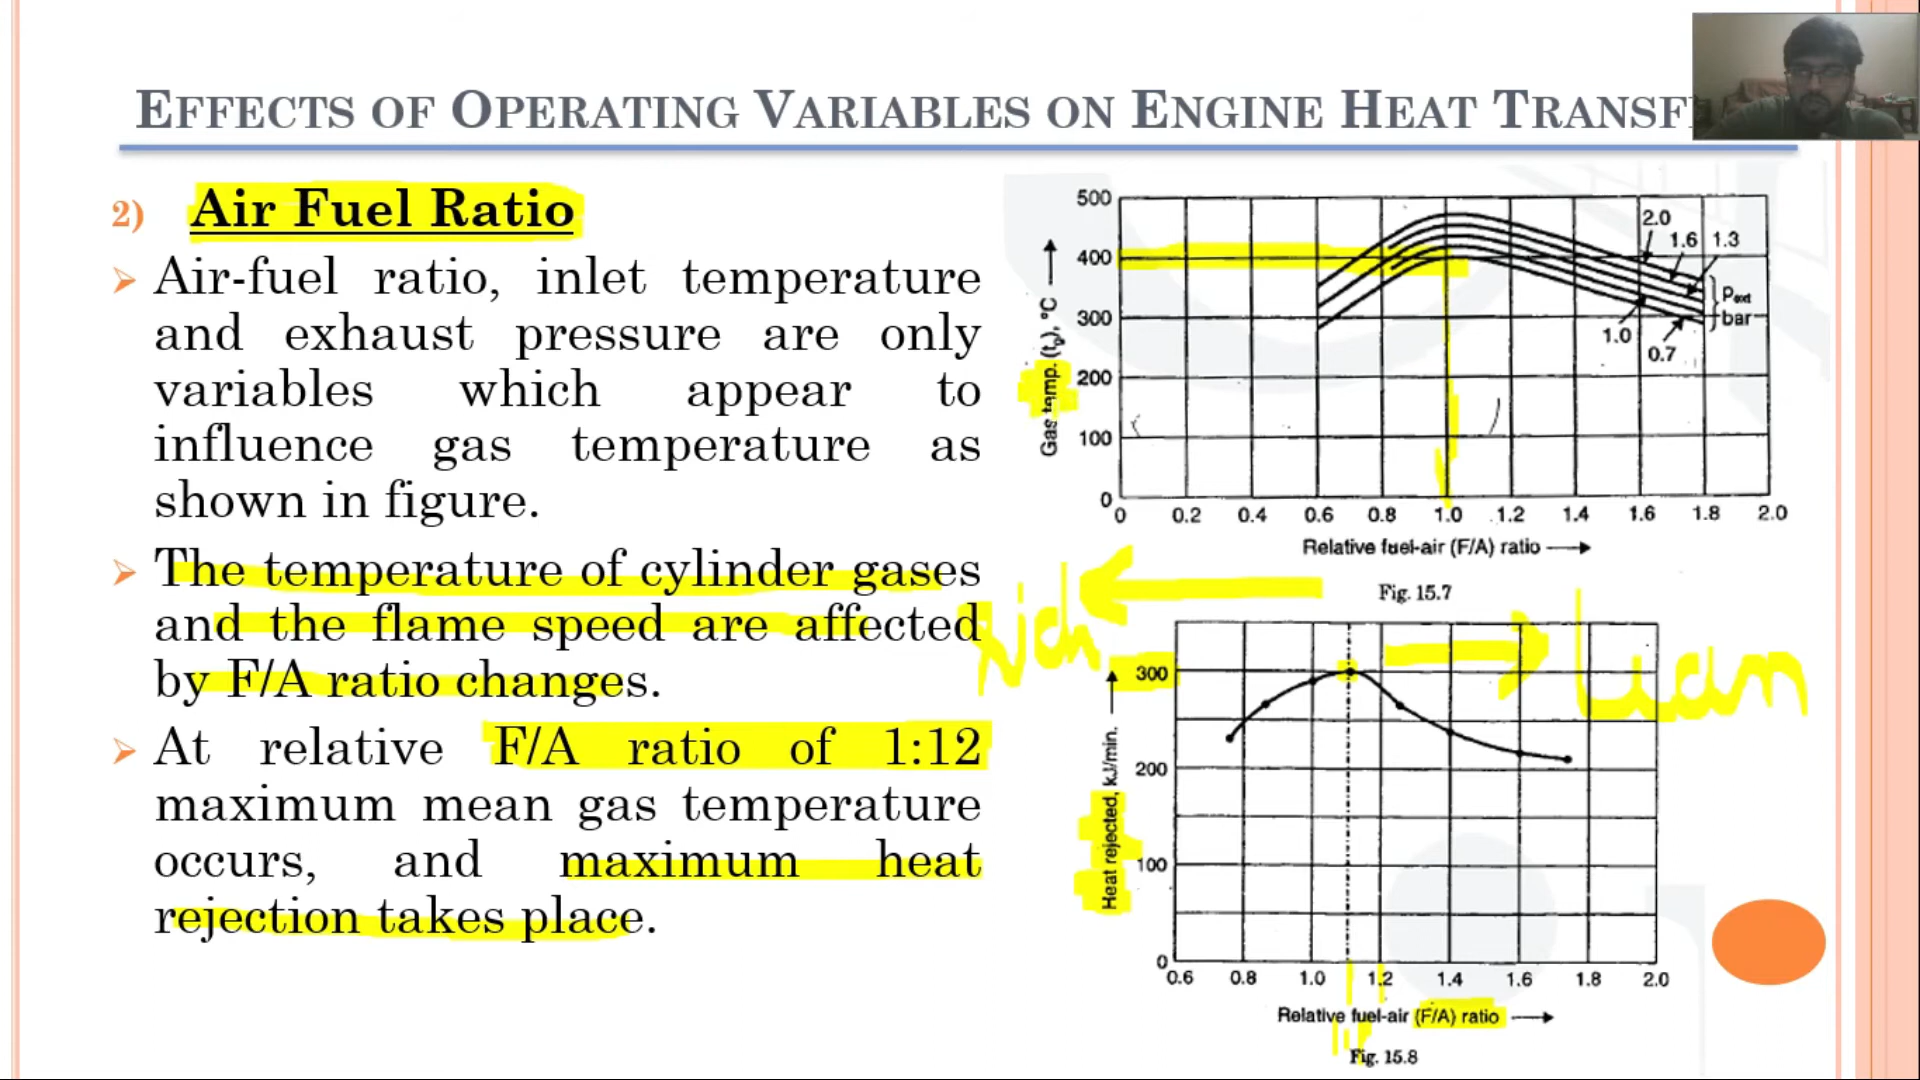 EFFECTS OF OPERATING VARIABLES ON ENGINE HEAT TRANSF
2) Air Fuel Ratio
➢ Air-fuel ratio, inlet temperature
and exhaust pressure are only
variables which appear to
influence gas temperature as
shown in figure.
➢ The temperature of cylinder gases
and the flame speed are affected
by F/A ratio changes.
➢ At relative F/A ratio of 1:12
maximum mean gas temperature
occurs, and maximum heat
rejection takes place.
500
400
300
200
100
0
Gas temp. (tg), °C
2.0
1.6 1.3
Pext
bar
1.0
0.7
0 0.2 0.4 0.6 0.8 1.0 1.2 1.4 1.6 1.8 2.0
Relative fuel-air (F/A) ratio
Fig. 15.7
Rich
300
200
100
0
Heat rejected, kJ/min.
0.6 0.8 1.0 1.2 1.4 1.6 1.8 2.0
Relative fuel-air (F/A) ratio
Fig. 15.8